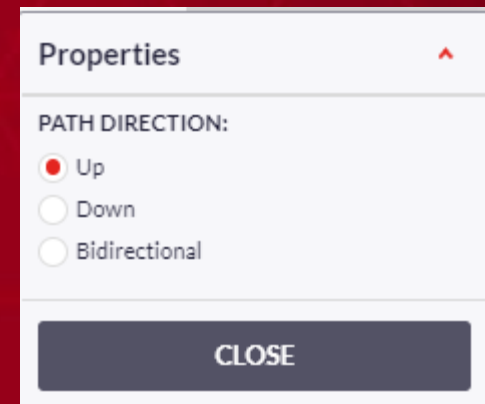 Properties
PATH DIRECTION:
Up
Down
Bidirectional
CLOSE